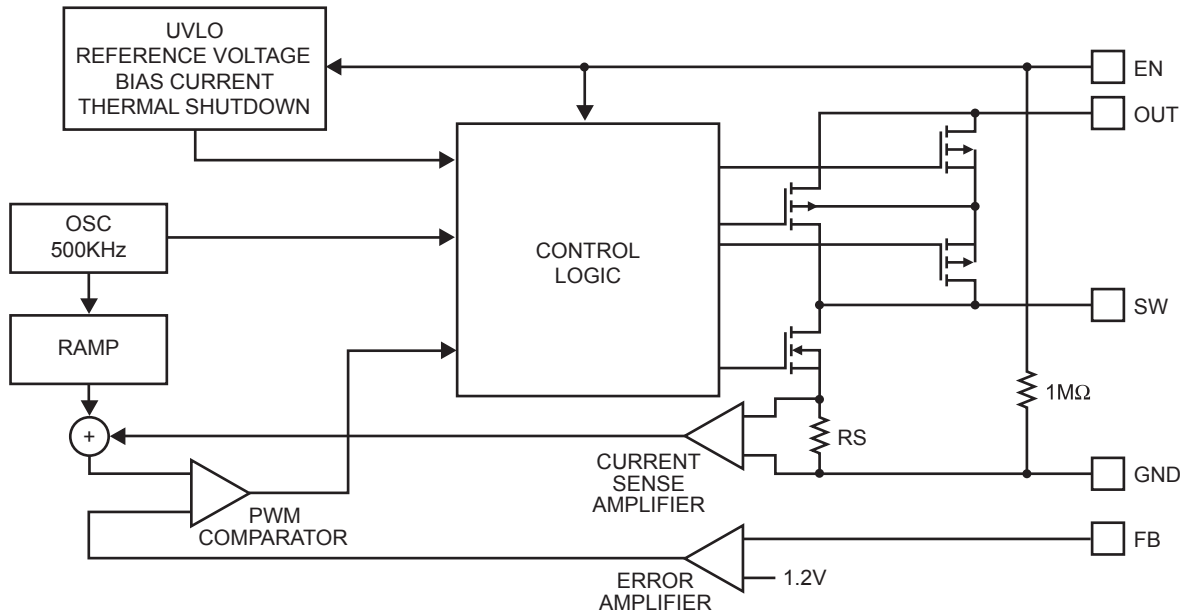 UVLO
REFERENCE VOLTAGE
BIAS CURRENT
THERMAL SHUTDOWN
EN
OUT
OSC
500KHz
CONTROL
LOGIC
SW
RAMP
1MΩ
+
RS
CURRENT
SENSE
AMPLIFIER
GND
PWM
COMPARATOR
FB
1.2V
ERROR
AMPLIFIER